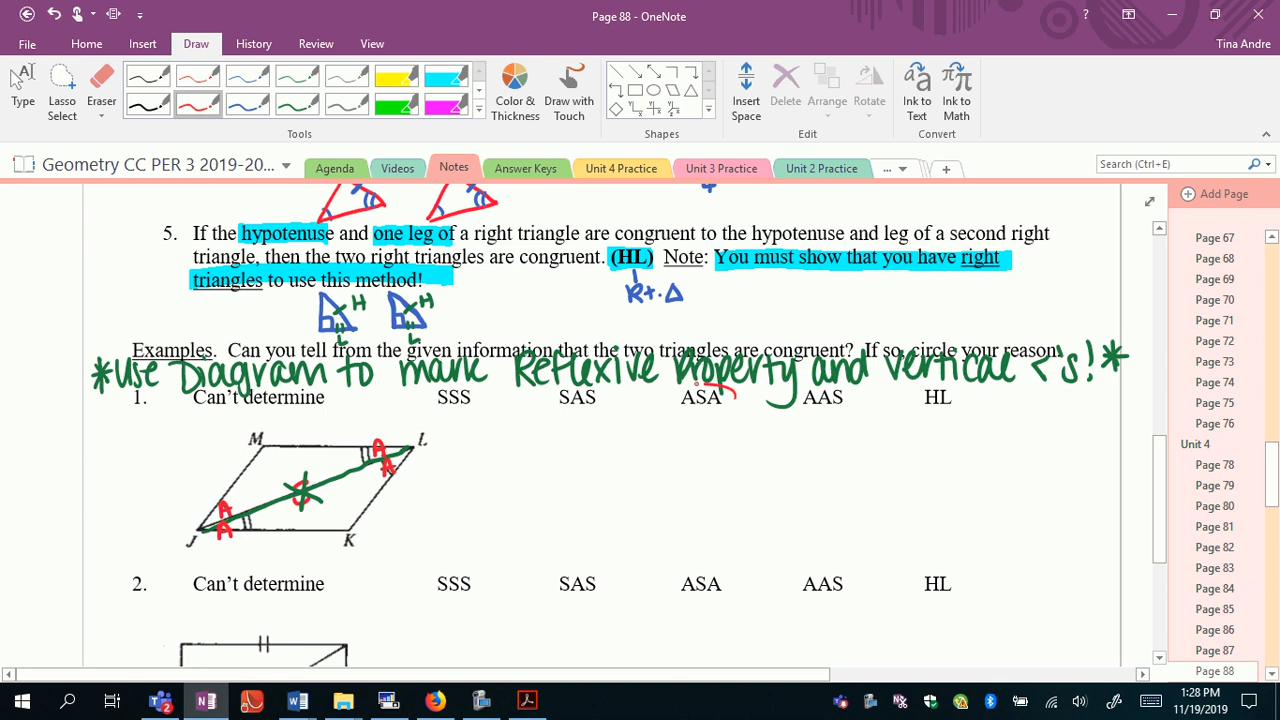 Page 88 - OneNote
Tina Andre
File Home Insert Draw History Review View
Type Lasso Select Eraser Color & Thickness Draw with Touch Insert Space Delete Arrange Rotate Ink to Text Ink to Math
Tools Shapes Edit Convert
Geometry CC PER 3 2019-20... Agenda Videos Notes Answer Keys Unit 4 Practice Unit 3 Practice Unit 2 Practice ... Search (Ctrl+E)
Add Page
Page 67
Page 68
Page 69
Page 70
Page 71
Page 72
Page 73
Page 74
Page 75
Page 76
Unit 4
Page 78
Page 79
Page 80
Page 81
Page 82
Page 83
Page 84
Page 85
Page 86
Page 87
Page 88
5. If the hypotenuse and one leg of a right triangle are congruent to the hypotenuse and leg of a second right
triangle, then the two right triangles are congruent. (HL) Note: You must show that you have right
triangles to use this method!
Rt. Δ
H H
L L
Examples. Can you tell from the given information that the two triangles are congruent? If so, circle your reason.
*Use Diagram to mark Reflexive Property and vertical <'s!*
1. Can't determine SSS SAS ASA AAS HL
M L
A A
S
A A
J K
2. Can't determine SSS SAS ASA AAS HL
1:28 PM
11/19/2019